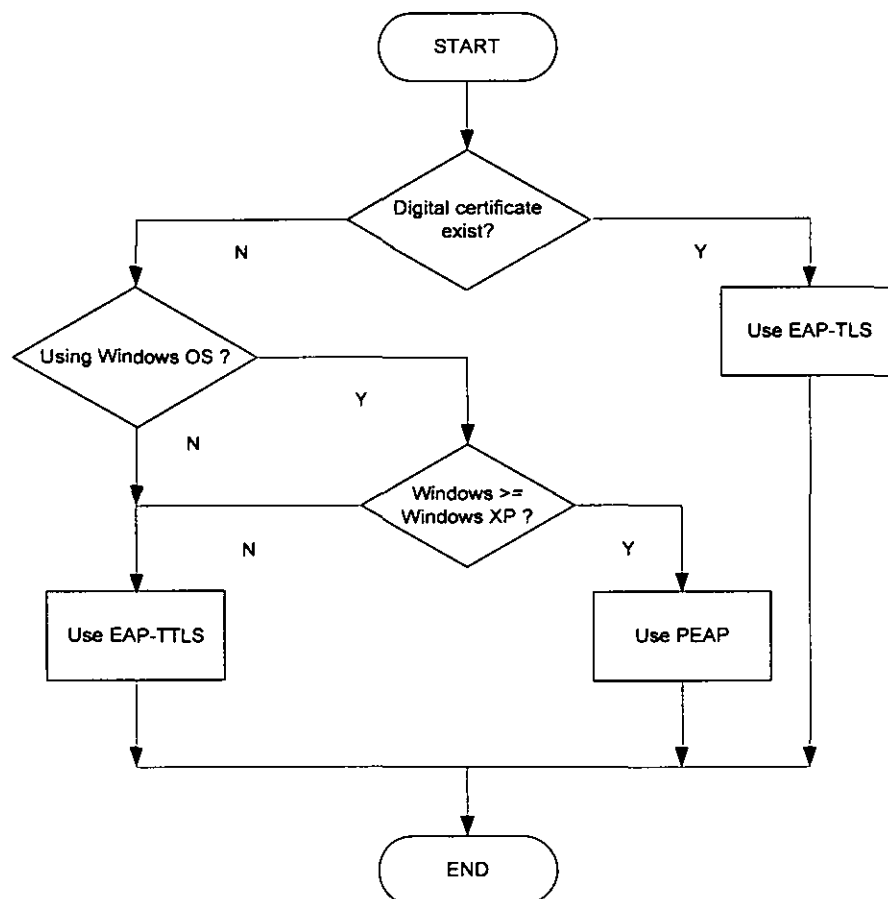 START
Digital certificate
exist?
N
Y
Using Windows OS ?
Use EAP-TLS
Y
N
Windows >=
Windows XP ?
N
Y
Use EAP-TTLS
Use PEAP
END